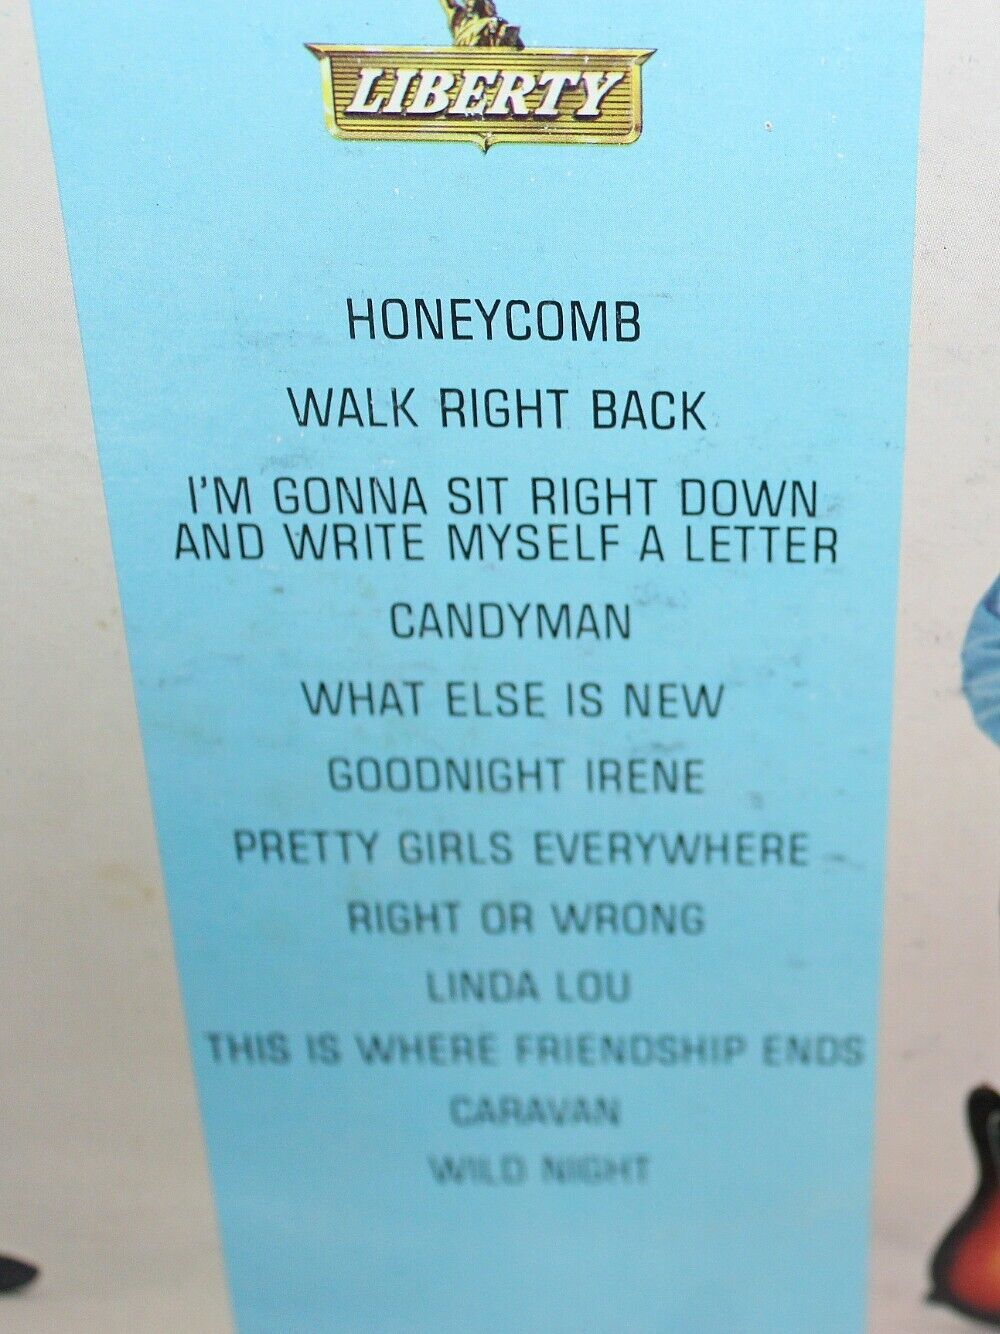 LIBERTY
HONEYCOMB
WALK RIGHT BACK
I'M GONNA SIT RIGHT DOWN
AND WRITE MYSELF A LETTER
CANDYMAN
WHAT ELSE IS NEW
GOODNIGHT IRENE
PRETTY GIRLS EVERYWHERE
RIGHT OR WRONG
LINDA LOU
THIS IS WHERE FRIENDSHIP ENDS
CARAVAN
WILD NIGHT